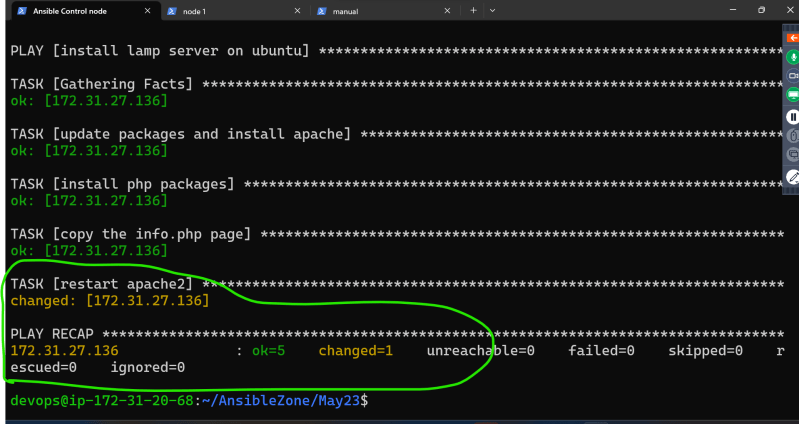 Ansible Control node node 1 manual
PLAY [install lamp server on ubuntu] ********************************************************
TASK [Gathering Facts] **********************************************************************
ok: [172.31.27.136]
TASK [update packages and install apache] ***************************************************
ok: [172.31.27.136]
TASK [install php packages] *****************************************************************
ok: [172.31.27.136]
TASK [copy the info.php page] ***************************************************************
ok: [172.31.27.136]
TASK [restart apache2] **********************************************************************
changed: [172.31.27.136]
PLAY RECAP **********************************************************************************
172.31.27.136 : ok=5 changed=1 unreachable=0 failed=0 skipped=0 r
escued=0 ignored=0
devops@ip-172-31-20-68:~/AnsibleZone/May23$